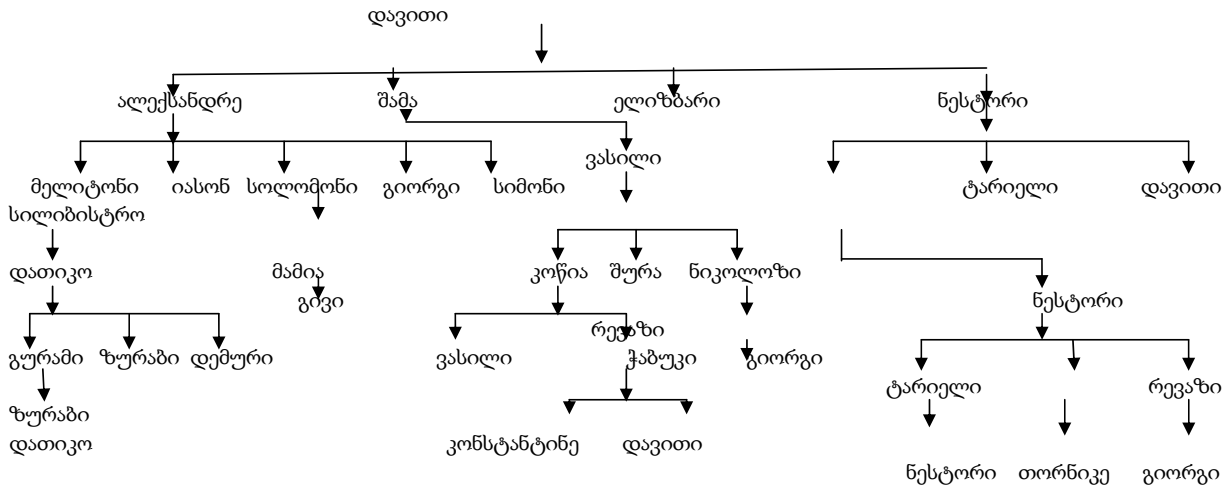 დავითი
ალექსანდრე შამა ელიზბარი ნესტორი
ვასილი
მელიტონი იასონ სოლომონი გიორგი სიმონი ტარიელი დავითი
სილიბისტრო
დათიკო მამია კოწია შურა ნიკოლოზი
გივი ნესტორი
რევაზი
გურამი ზურაბი დემური ვასილი ჭაბუკი გიორგი
ტარიელი რევაზი
ზურაბი
დათიკო კონსტანტინე დავითი
ნესტორი თორნიკე გიორგი